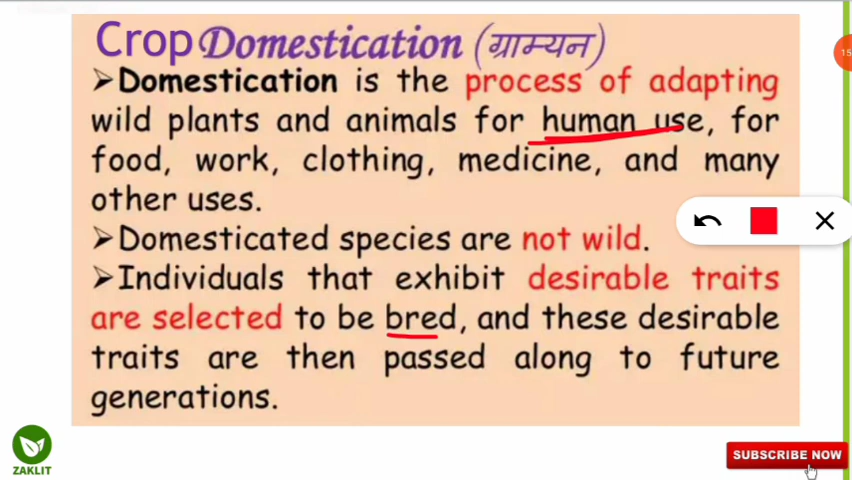 Crop Domestication (ग्राम्यन)
➢Domestication is the process of adapting
wild plants and animals for human use, for
food, work, clothing, medicine, and many
other uses.
➢Domesticated species are not wild.
➢Individuals that exhibit desirable traits
are selected to be bred, and these desirable
traits are then passed along to future
generations.
15
ZAKLIT
SUBSCRIBE NOW